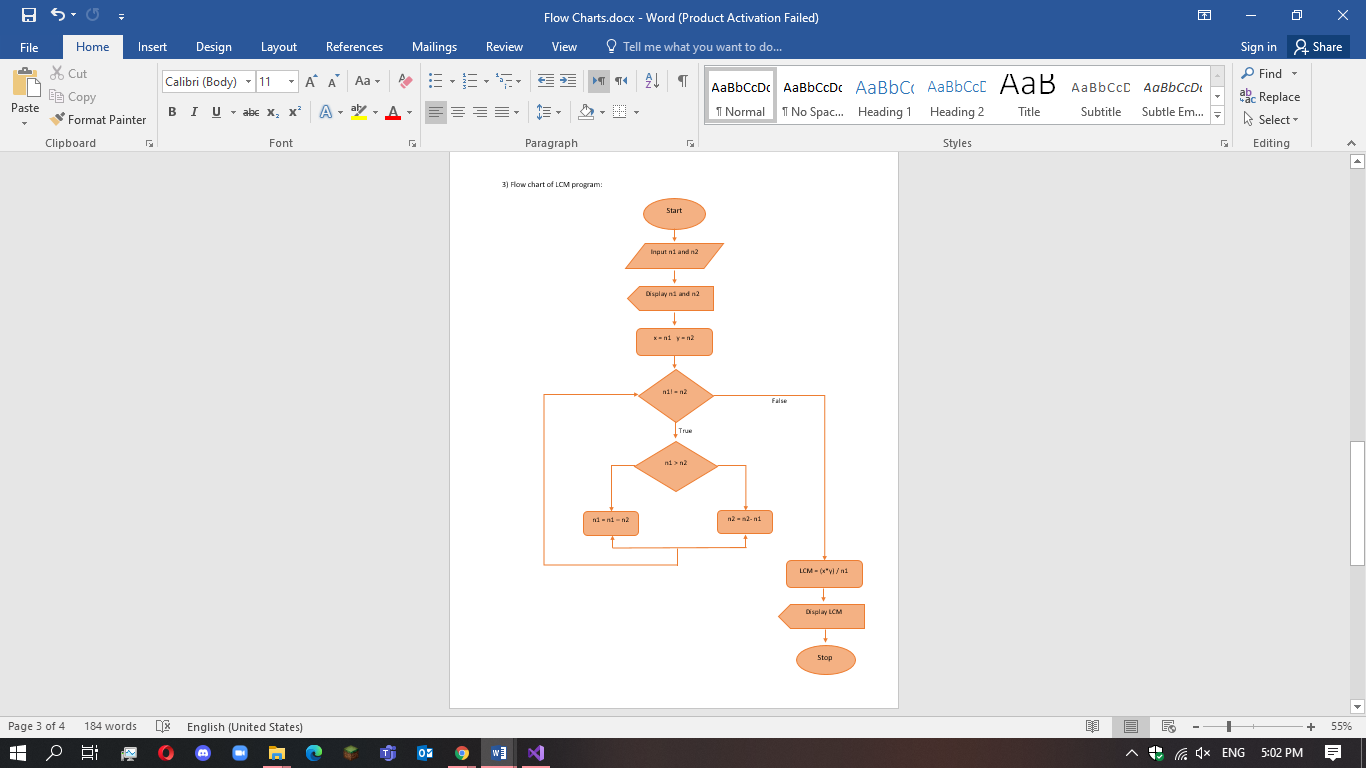 Flow Charts.docx - Word (Product Activation Failed)
File Home Insert Design Layout References Mailings Review View Tell me what you want to do... Sign in Share
Paste
Cut
Copy
Format Painter
Clipboard
Calibri (Body) 11 A A Aa A
B I U abc x₂ x² A ab A
Font
A Z ¶
Paragraph
AaBbCcDc AaBbCcDc AaBbCc AaBbCcD AaB AaBbCcD AaBbCcDc
¶ Normal ¶ No Spac... Heading 1 Heading 2 Title Subtitle Subtle Em...
Styles
Find
Replace
Select
Editing
3) Flow chart of LCM program:
Start
Input n1 and n2
Display n1 and n2
x = n1 y = n2
n1! = n2
False
True
n1 > n2
n1 = n1 – n2
n2 = n2- n1
LCM = (x*y) / n1
Display LCM
Stop
Page 3 of 4 184 words English (United States) 55%
ENG 5:02 PM